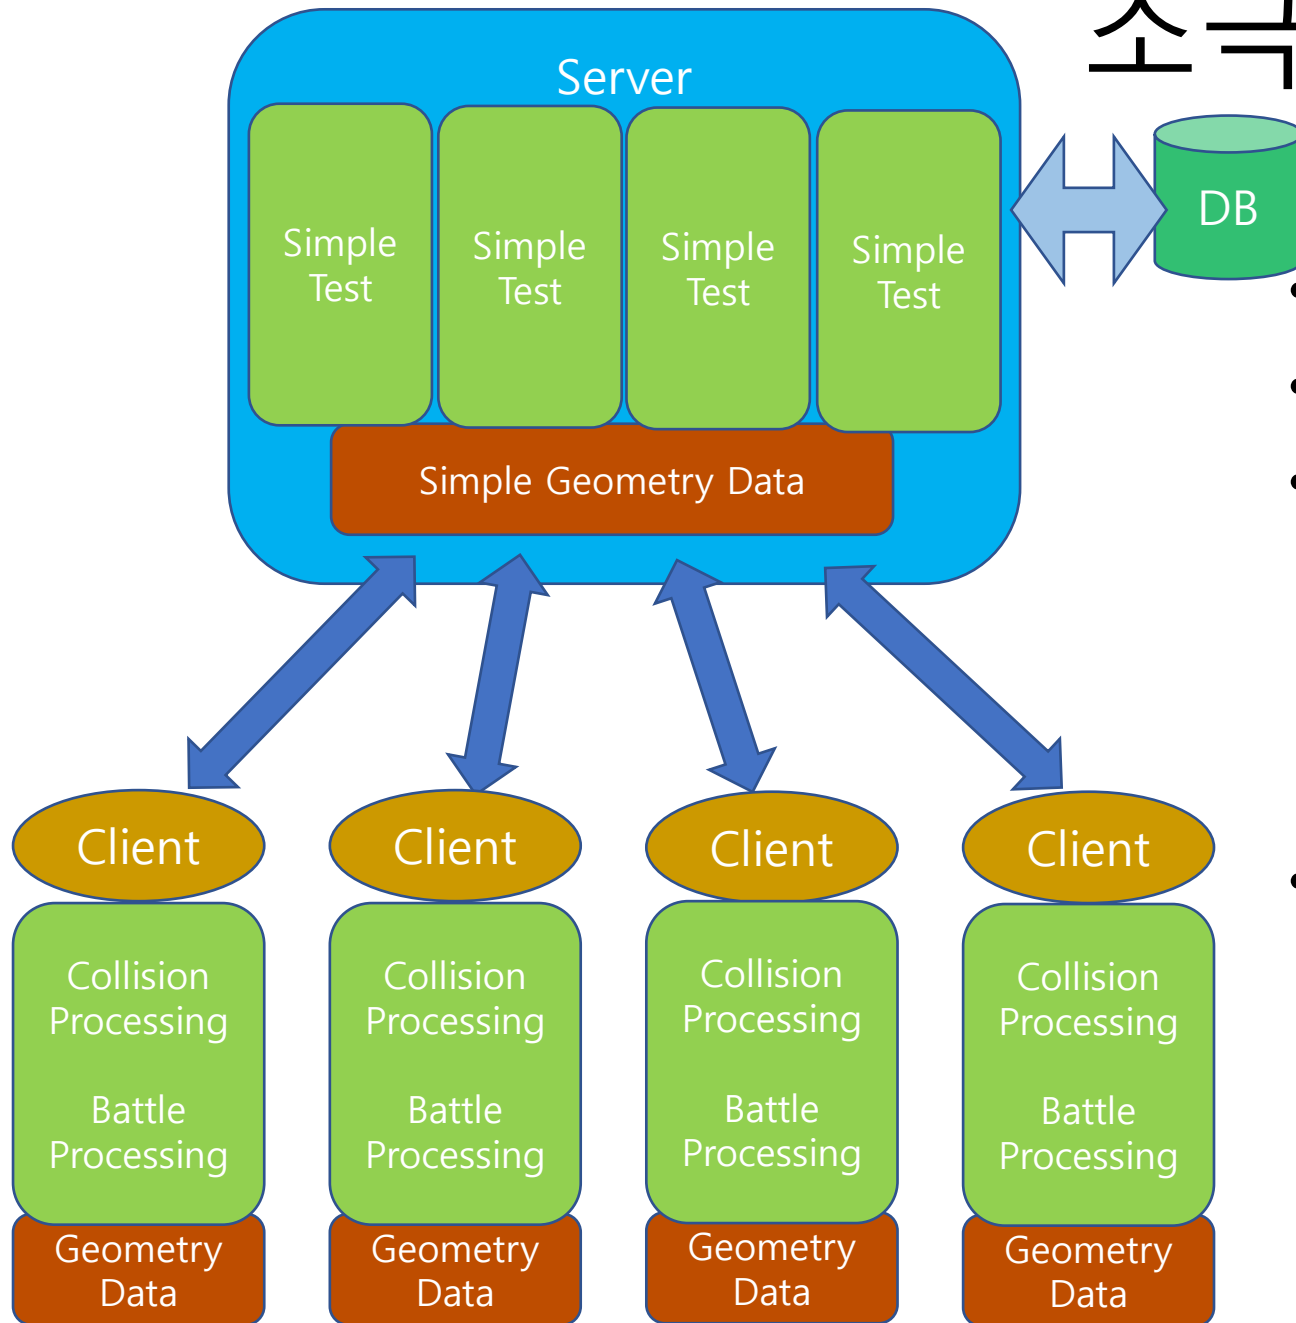 소극
Server
DB
Simple
Test
Simple
Test
Simple
Test
Simple
Test
Simple Geometry Data
Client
Client
Client
Client
Collision
Processing
Battle
Processing
Collision
Processing
Battle
Processing
Collision
Processing
Battle
Processing
Collision
Processing
Battle
Processing
Geometry
Data
Geometry
Data
Geometry
Data
Geometry
Data